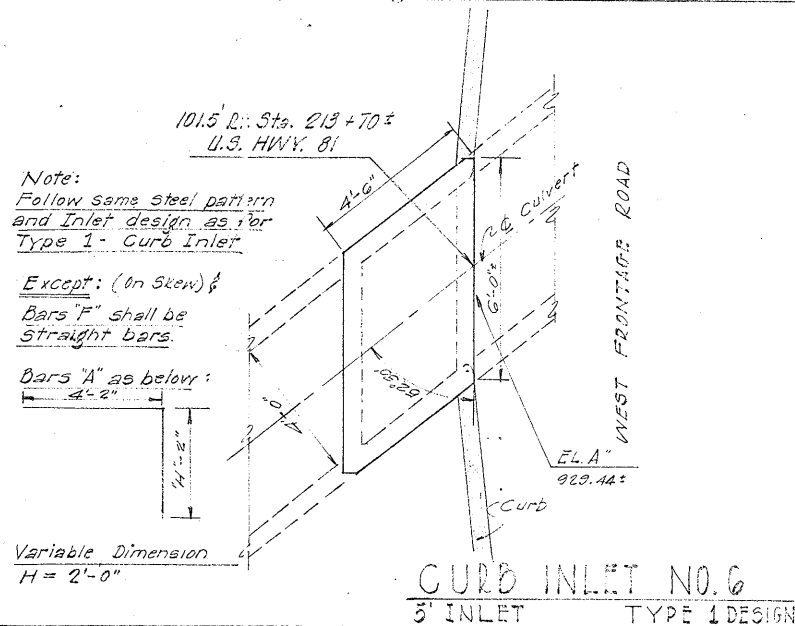 101.5' Rt. Sta. 213 + 70 ±
U.S. HWY. 81
Note:
Follow same steel pattern
and Inlet design as for
Type 1 - Curb Inlet
Except: (On Skew) &
Bars "F" shall be
straight bars.
Bars "A" as below:
4'-2"
"H"-2"
Variable Dimension
H = 2'-0"
4'-6"
4'-0"
6'-0"±
℄ Culvert
WEST FRONTAGE ROAD
EL. A"
929.44±
Curb
CURB INLET NO. 6
5' INLET TYPE 1 DESIGN